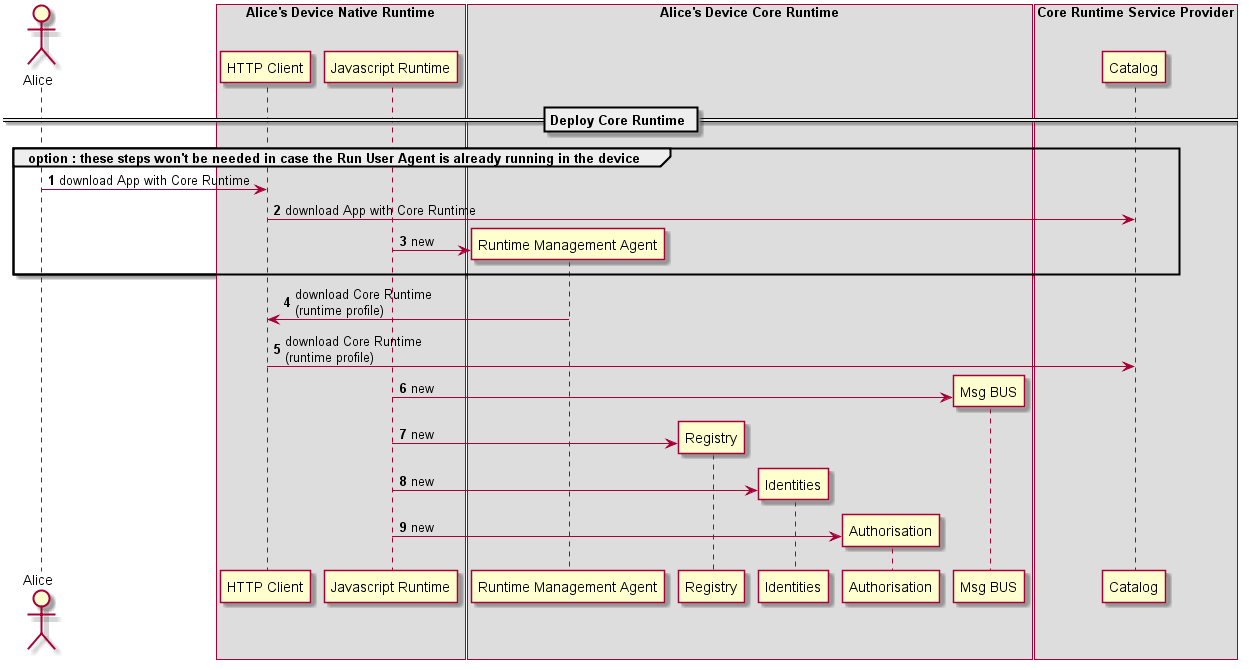 Alice's Device Native Runtime
Alice's Device Core Runtime
Core Runtime Service Provider
Alice
HTTP Client
Javascript Runtime
Catalog
Deploy Core Runtime
option : these steps won't be needed in case the Run User Agent is already running in the device
1 download App with Core Runtime
2 download App with Core Runtime
3 new
Runtime Management Agent
4 download Core Runtime
(runtime profile)
5 download Core Runtime
(runtime profile)
6 new
Msg BUS
7 new
Registry
8 new
Identities
9 new
Authorisation
Alice
HTTP Client
Javascript Runtime
Runtime Management Agent
Registry
Identities
Authorisation
Msg BUS
Catalog